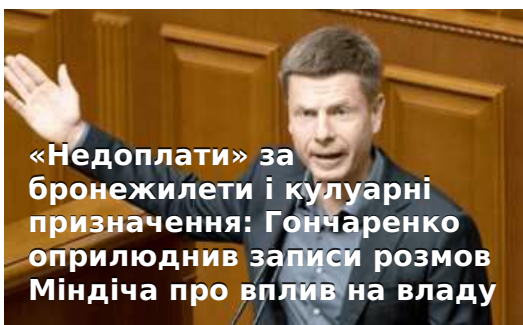 «Недоплати» за
бронежилети і кулуарні
призначення: Гончаренко
оприлюднив записи розмов
Міндіча про вплив на владу